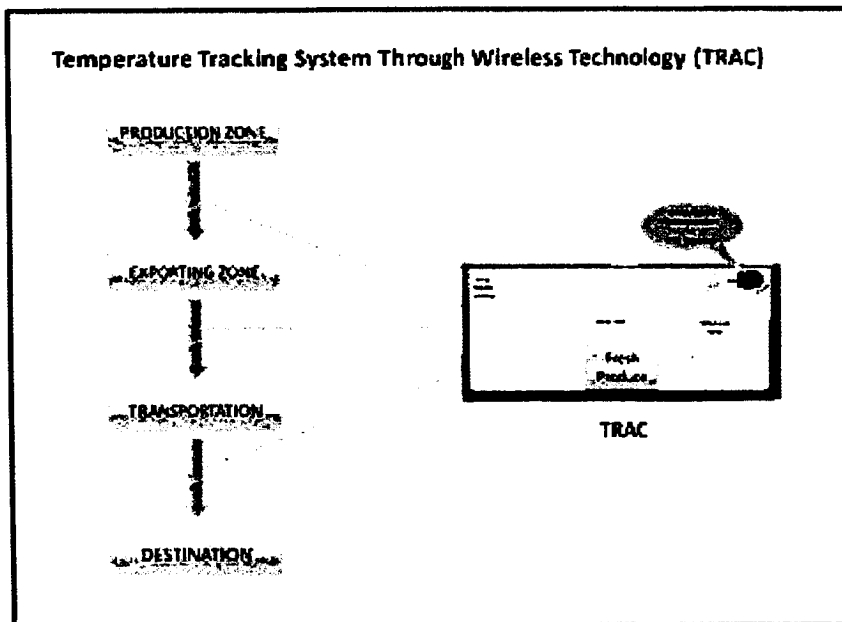 Temperature Tracking System Through Wireless Technology (TRAC)
PRODUCTION ZONE
EXPORTING ZONE
TRANSPORTATION
DESTINATION
Fresh
Produce
TRAC